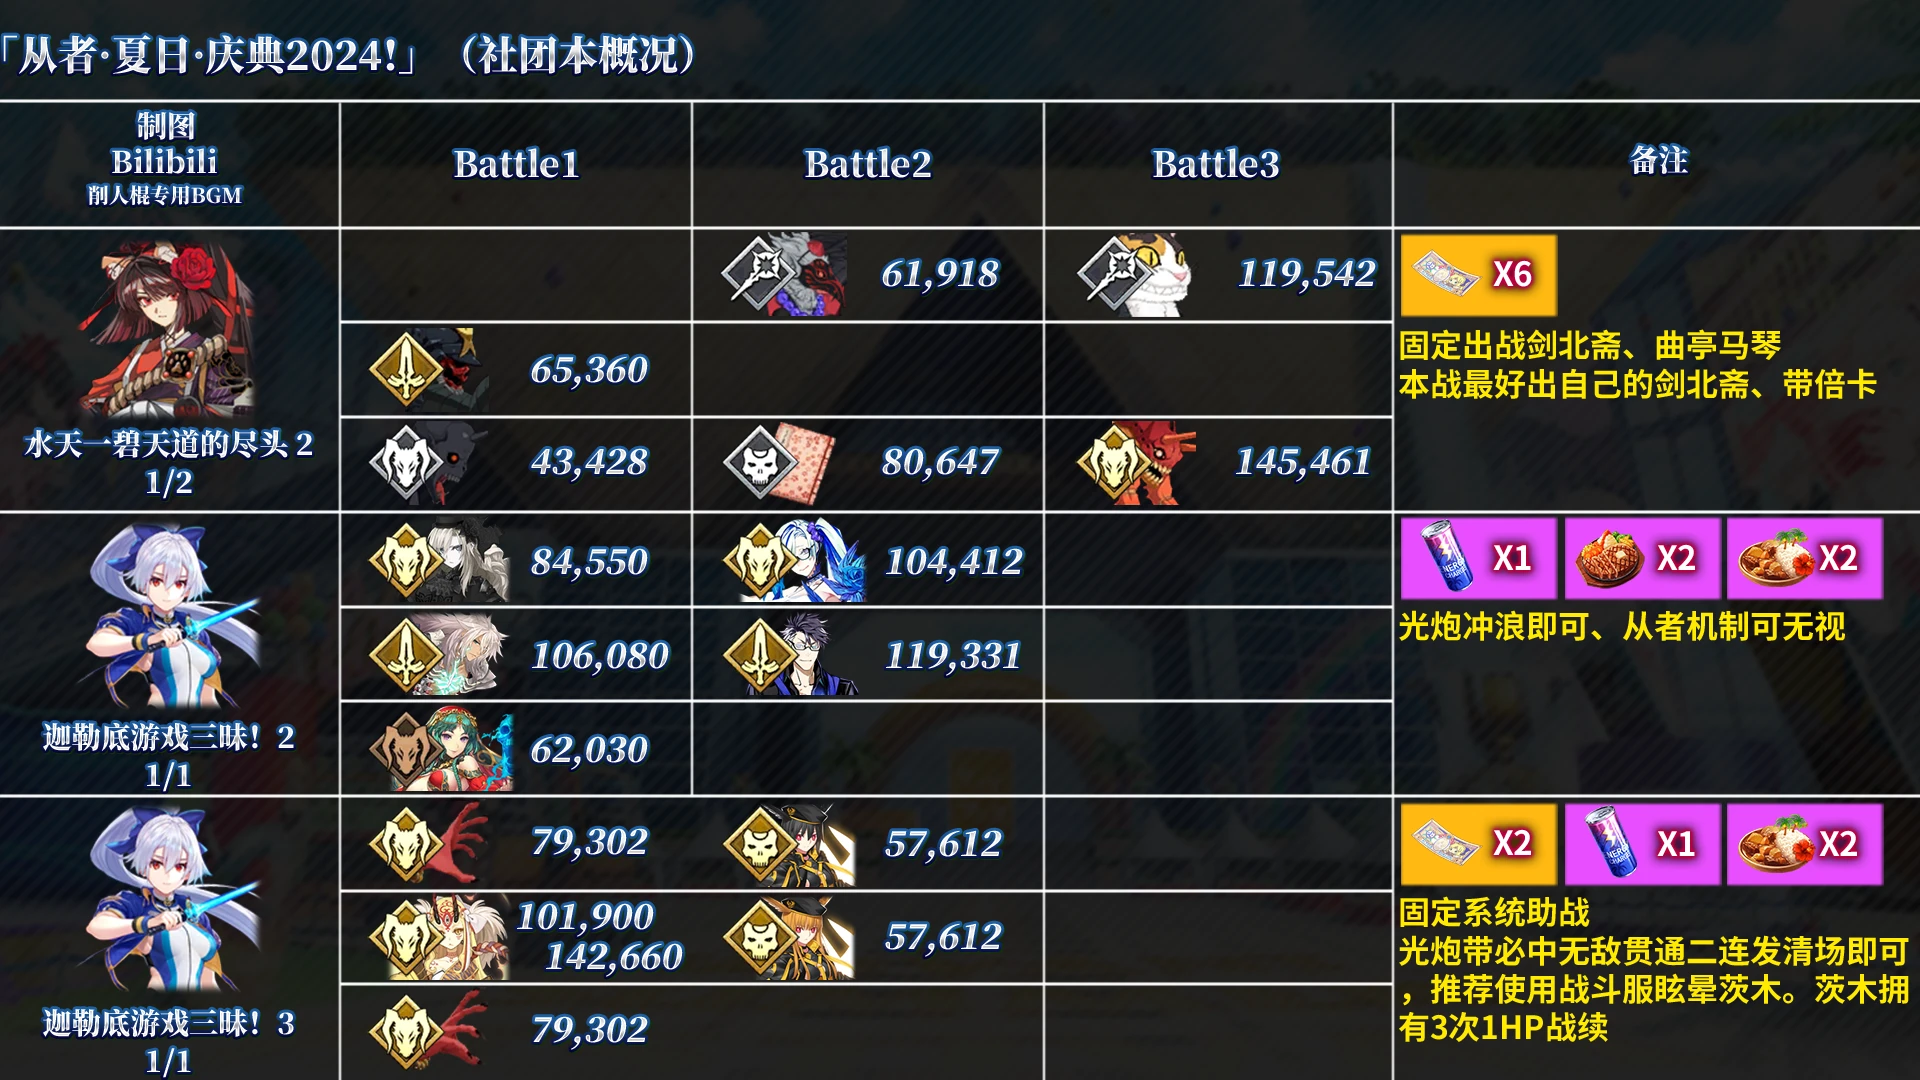 「从者·夏日·庆典2024!」（社团本概况）
制图
Bilibili
削人棍专用BGM
Battle1
Battle2
Battle3
备注
水天一碧天道的尽头 2
1/2
61,918
119,542
65,360
43,428
80,647
145,461
X6
固定出战剑北斋、曲亭马琴
本战最好出自己的剑北斋、带倍卡
迦勒底游戏三昧！2
1/1
84,550
104,412
106,080
119,331
62,030
X1
X2
X2
光炮冲浪即可、从者机制可无视
迦勒底游戏三昧！3
1/1
79,302
57,612
101,900
142,660
57,612
79,302
X2
X1
X2
固定系统助战
光炮带必中无敌贯通二连发清场即可
，推荐使用战斗服眩晕茨木。茨木拥
有3次1HP战续